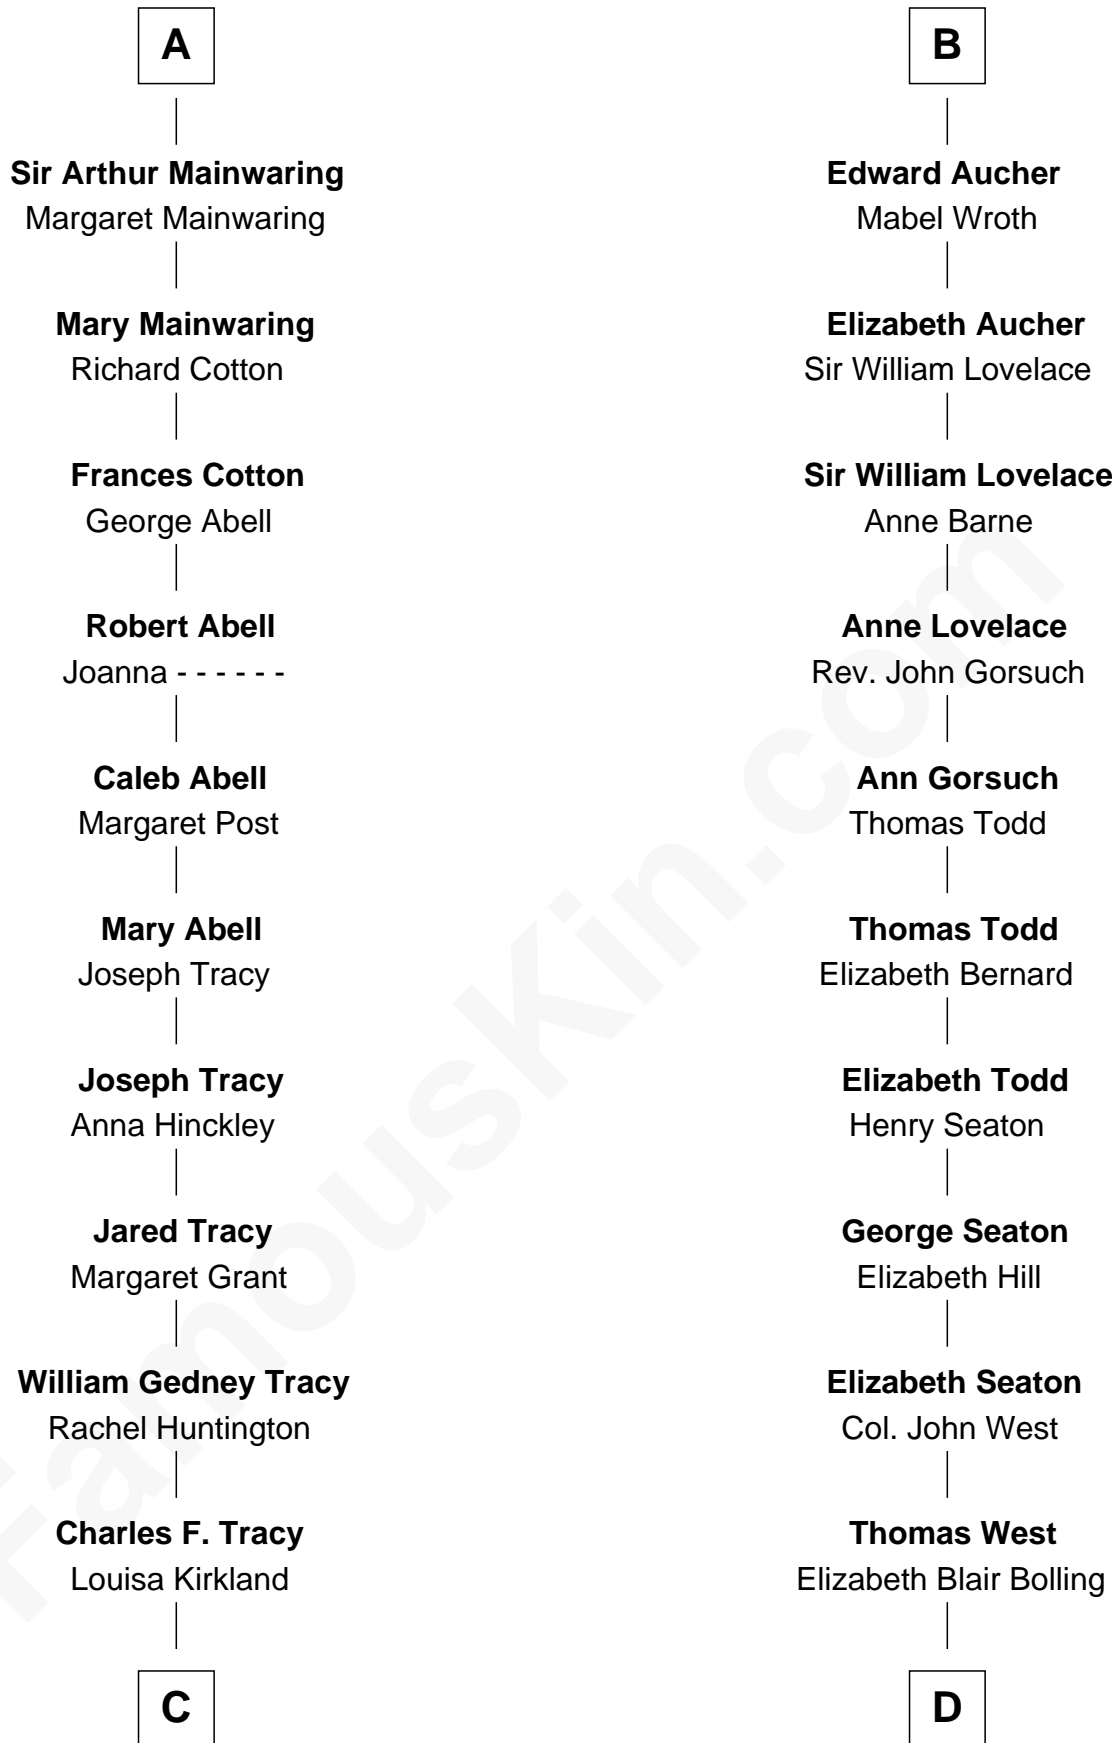 A
Sir Arthur Mainwaring
Margaret Mainwaring
Mary Mainwaring
Richard Cotton
Frances Cotton
George Abell
Robert Abell
Joanna - - - - - -
Caleb Abell
Margaret Post
Mary Abell
Joseph Tracy
Joseph Tracy
Anna Hinckley
Jared Tracy
Margaret Grant
William Gedney Tracy
Rachel Huntington
Charles F. Tracy
Louisa Kirkland
C
B
Edward Aucher
Mabel Wroth
Elizabeth Aucher
Sir William Lovelace
Sir William Lovelace
Anne Barne
Anne Lovelace
Rev. John Gorsuch
Ann Gorsuch
Thomas Todd
Thomas Todd
Elizabeth Bernard
Elizabeth Todd
Henry Seaton
George Seaton
Elizabeth Hill
Elizabeth Seaton
Col. John West
Thomas West
Elizabeth Blair Bolling
D
FamousKin.com